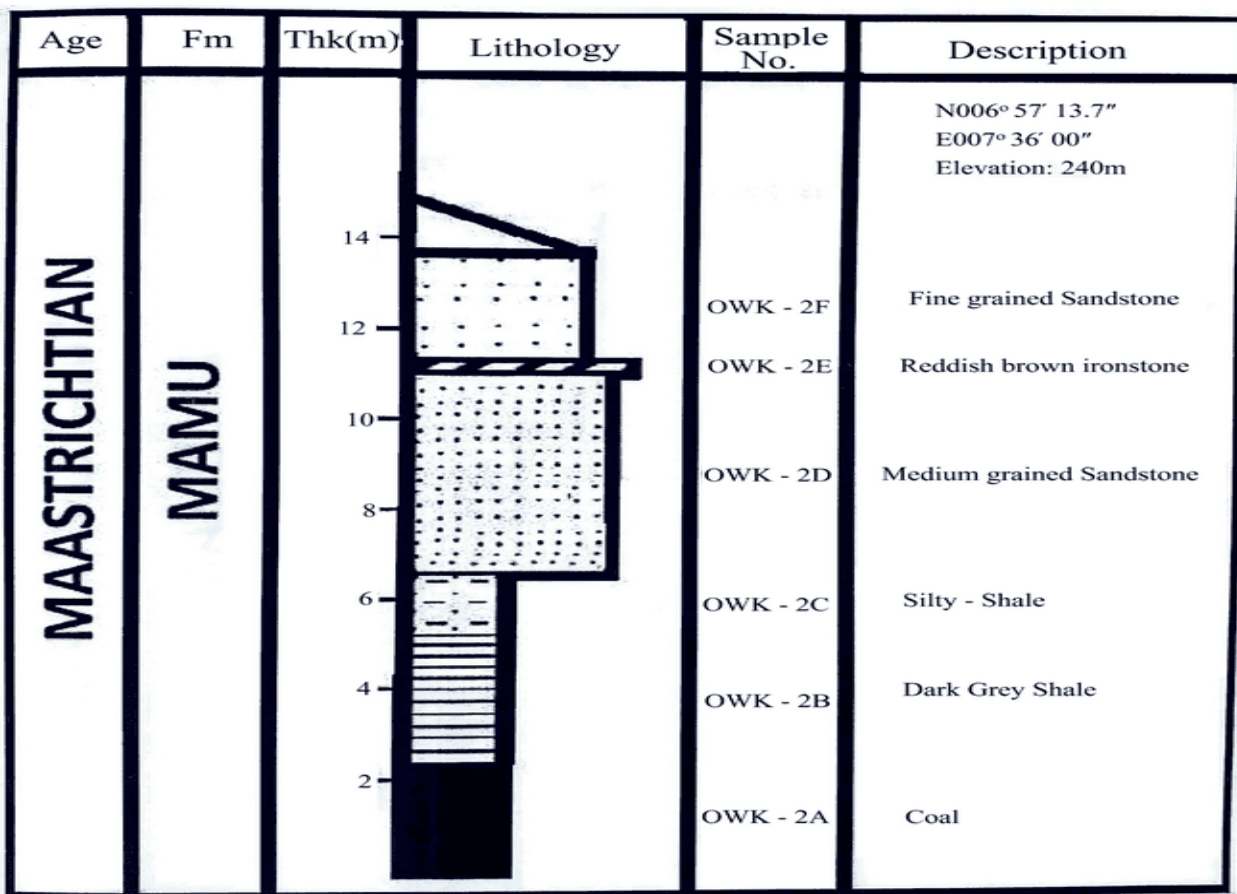 Age Fm Thk(m) Lithology Sample No. Description
N006º 57′ 13.7″
E007º 36′ 00″
Elevation: 240m
MAASTRICHTIAN
MAMU
14
OWK - 2F Fine grained Sandstone
12
OWK - 2E Reddish brown ironstone
10
OWK - 2D Medium grained Sandstone
8
6 OWK - 2C Silty - Shale
4 OWK - 2B Dark Grey Shale
2
OWK - 2A Coal